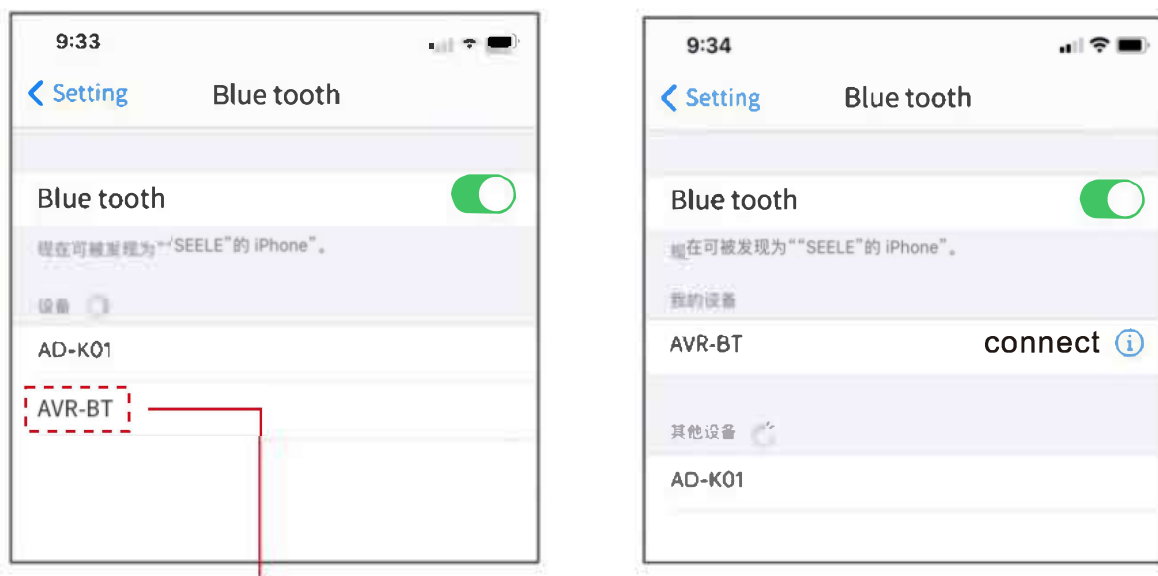 9:33
Setting
Blue tooth
Blue tooth
现在可被发现为"“SEELE”的 iPhone"。
设备
AD-K01
AVR-BT
9:34
Setting
Blue tooth
Blue tooth
现在可被发现为"“SEELE”的 iPhone"。
我的设备
AVR-BT connect
其他设备
AD-K01